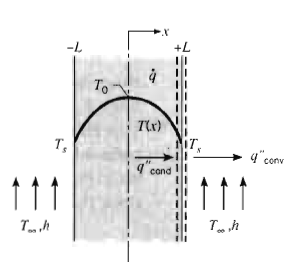 x
−L +L
T₀ q̇
T(x)
Tₛ Tₛ
q″cond q″conv
T∞,h T∞,h